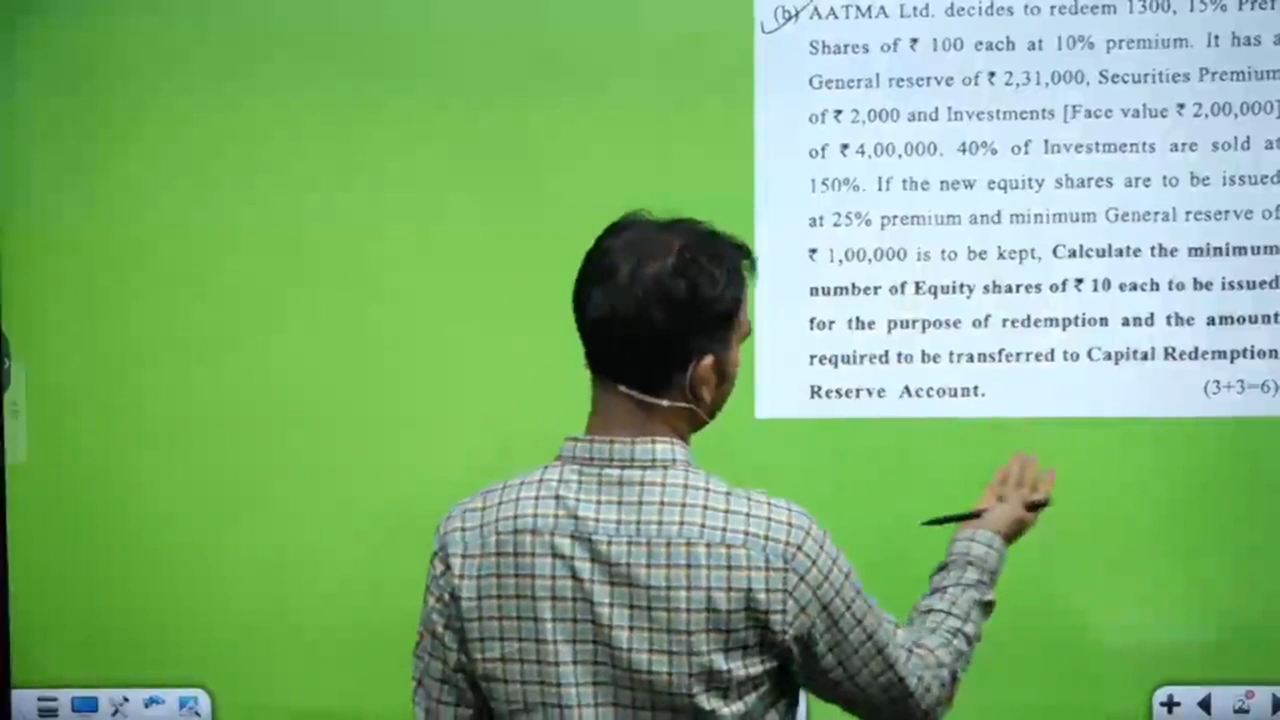 (b) AATMA Ltd. decides to redeem 1300, 15% Pref
Shares of ₹ 100 each at 10% premium. It has a
General reserve of ₹ 2,31,000, Securities Premium
of ₹ 2,000 and Investments [Face value ₹ 2,00,000]
of ₹ 4,00,000. 40% of Investments are sold at
150%. If the new equity shares are to be issued
at 25% premium and minimum General reserve of
₹ 1,00,000 is to be kept, Calculate the minimum
number of Equity shares of ₹ 10 each to be issued
for the purpose of redemption and the amount
required to be transferred to Capital Redemption
Reserve Account. (3+3=6)
2